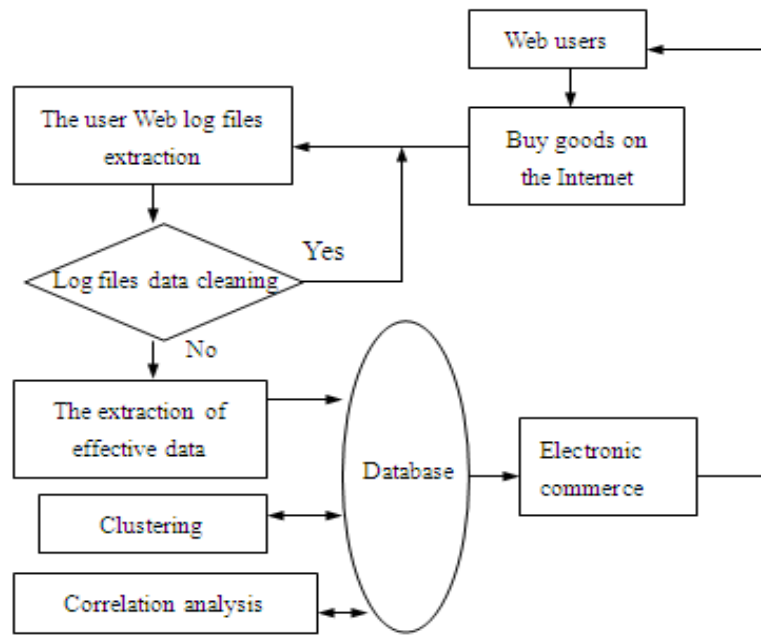 Web users
The user Web log files
extraction
Buy goods on
the Internet
Yes
Log files data cleaning
No
The extraction of
effective data
Database
Electronic
commerce
Clustering
Correlation analysis